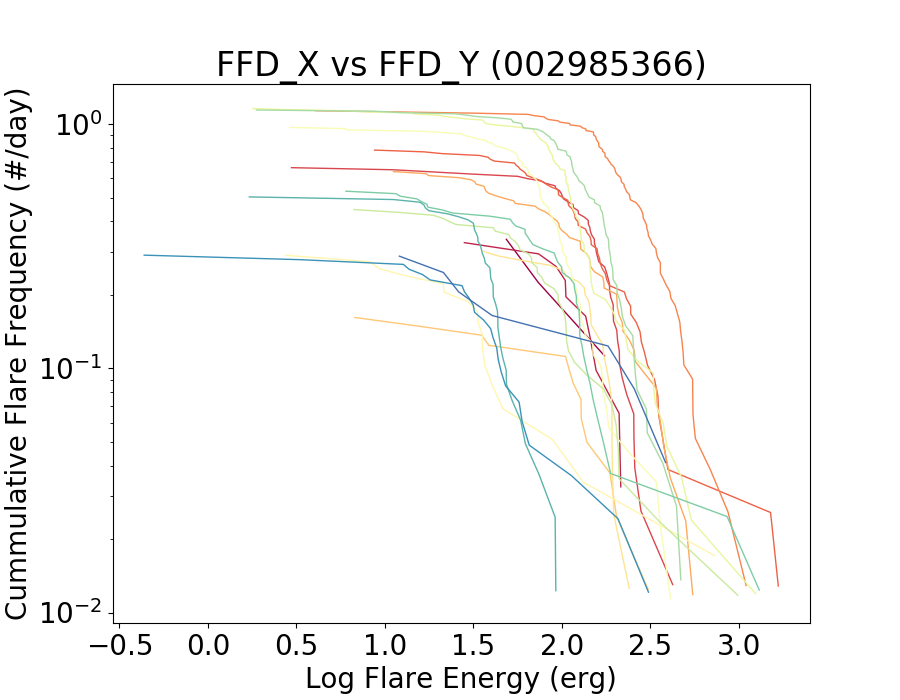 FFD_X vs FFD_Y (002985366)
Cummulative Flare Frequency (#/day)
10⁰
10⁻¹
10⁻²
−0.5 0.0 0.5 1.0 1.5 2.0 2.5 3.0
Log Flare Energy (erg)